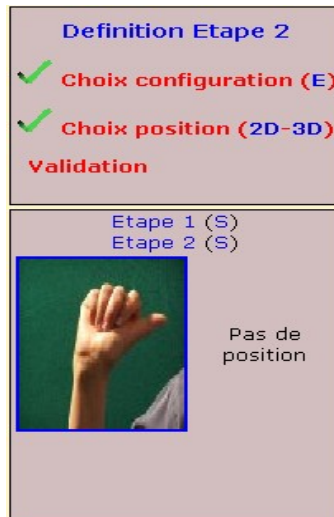 Definition Etape 2
Choix configuration (E)
Choix position (2D-3D)
Validation
Etape 1 (S)
Etape 2 (S)
Pas de
position